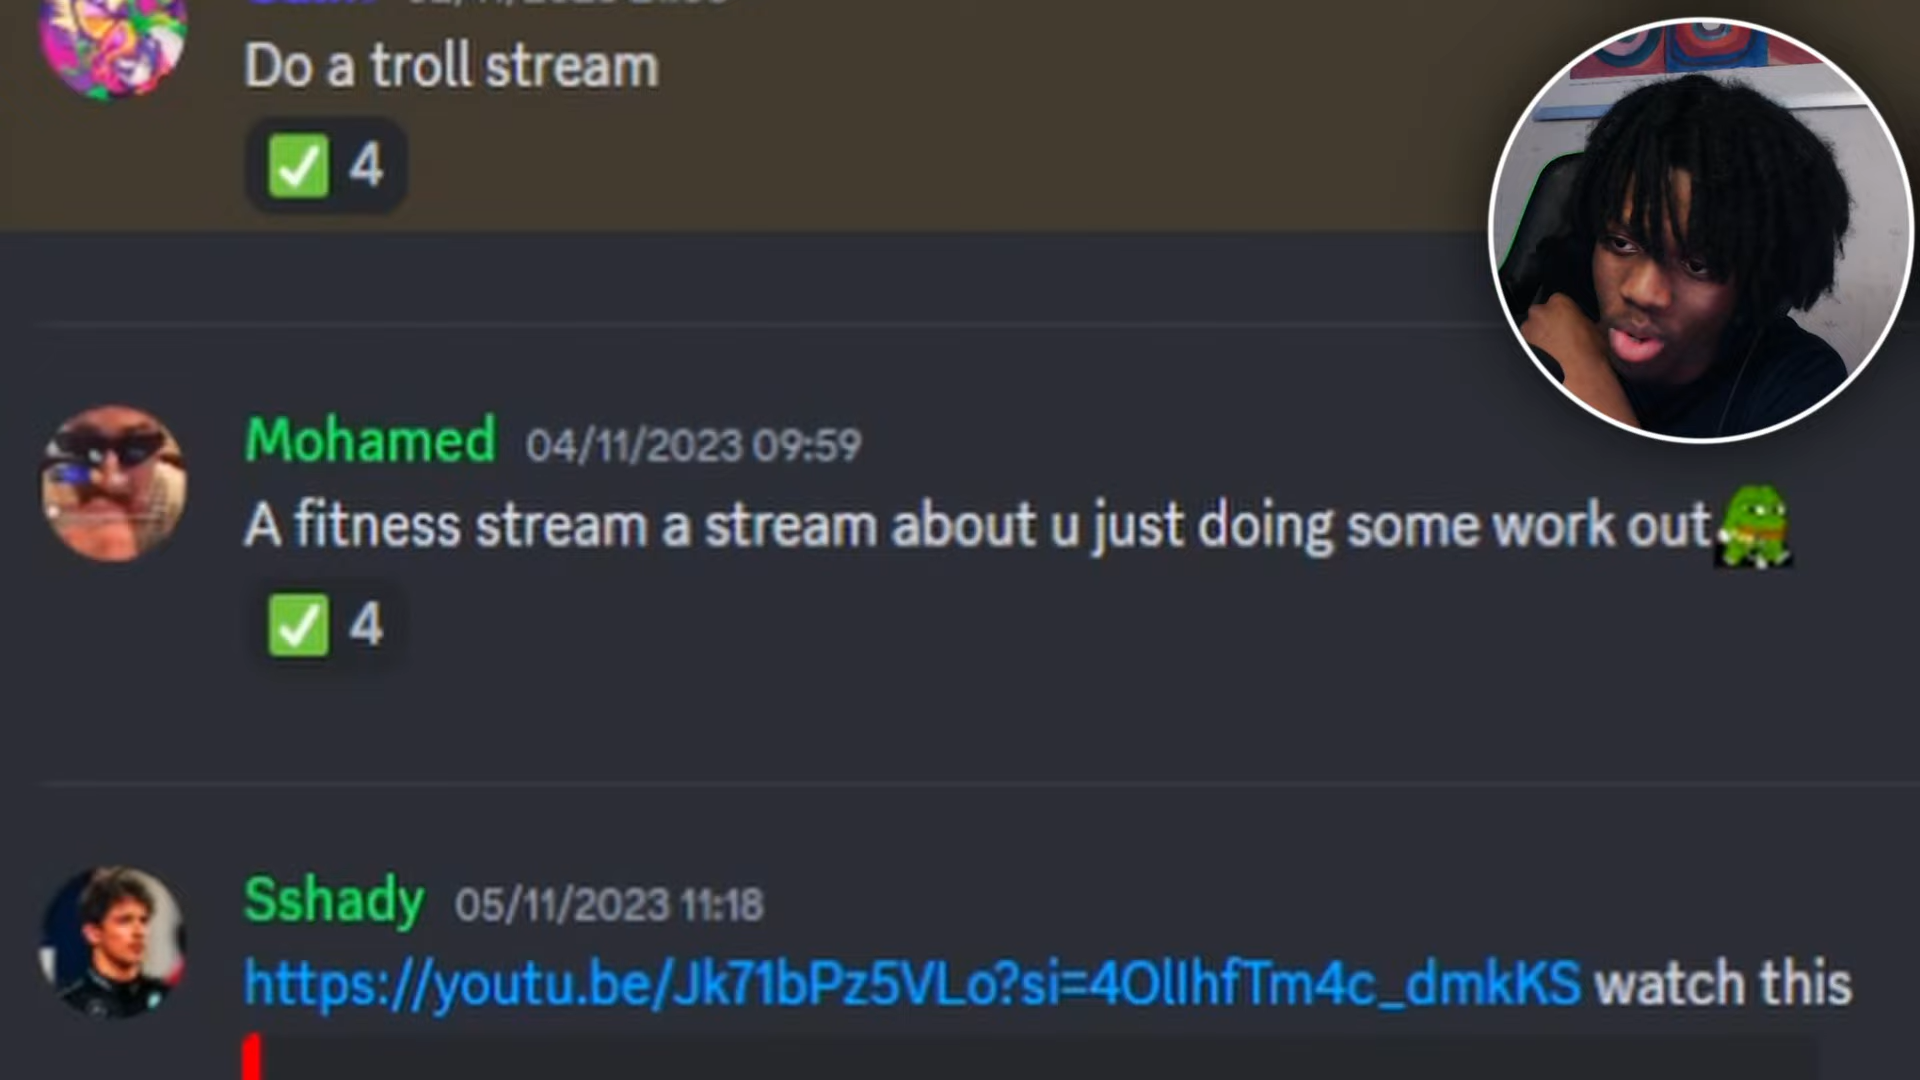 Do a troll stream
✅ 4
Mohamed 04/11/2023 09:59
A fitness stream a stream about u just doing some work out
✅ 4
Sshady 05/11/2023 11:18
https://youtu.be/Jk71bPz5VLo?si=4OlIhfTm4c_dmkKS watch this